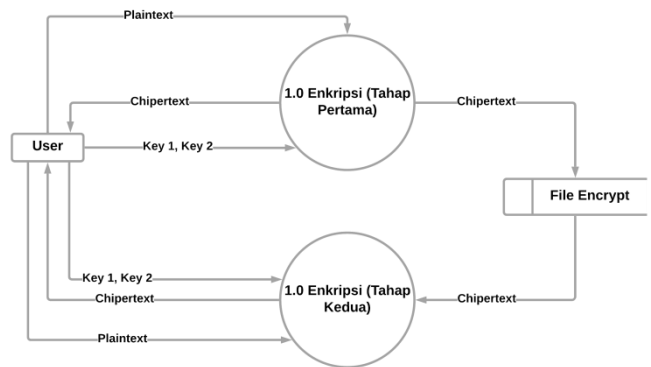 Plaintext
1.0 Enkripsi (Tahap
Pertama)
Chipertext
Chipertext
User
Key 1, Key 2
File Encrypt
Key 1, Key 2
1.0 Enkripsi (Tahap
Kedua)
Chipertext
Chipertext
Plaintext